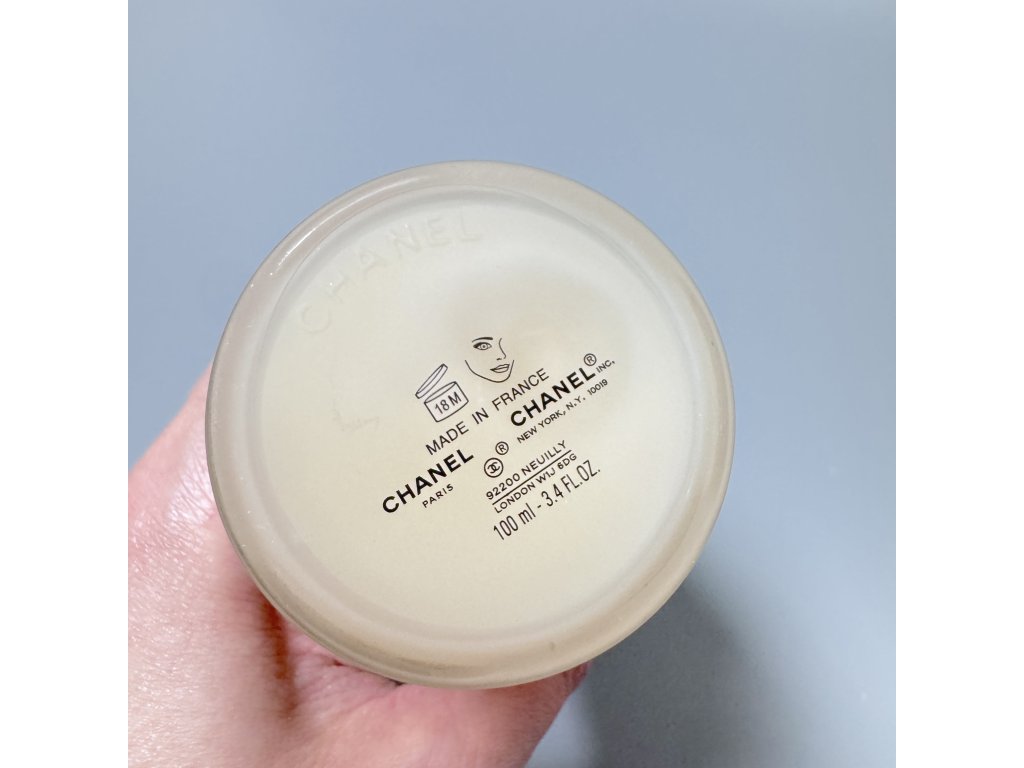 CHANEL
18M
MADE IN FRANCE
CHANEL ® CHANEL® INC.
PARIS NEW YORK, N.Y. 10019
92200 NEUILLY
LONDON W1J 6DG
100 ml - 3.4 FL.OZ.